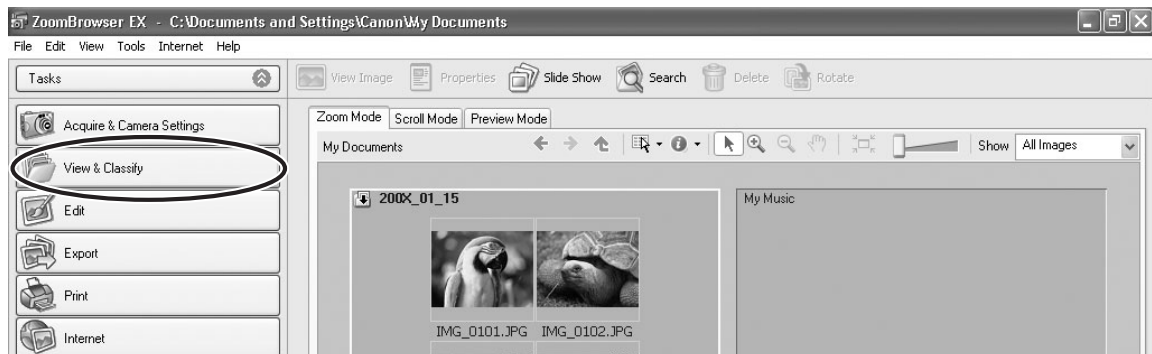 ZoomBrowser EX - C:\Documents and Settings\Canon\My Documents
File Edit View Tools Internet Help
Tasks
View Image Properties Slide Show Search Delete Rotate
Acquire & Camera Settings
View & Classify
Edit
Export
Print
Internet
Zoom Mode Scroll Mode Preview Mode
My Documents Show All Images
200X_01_15 My Music
IMG_0101.JPG IMG_0102.JPG